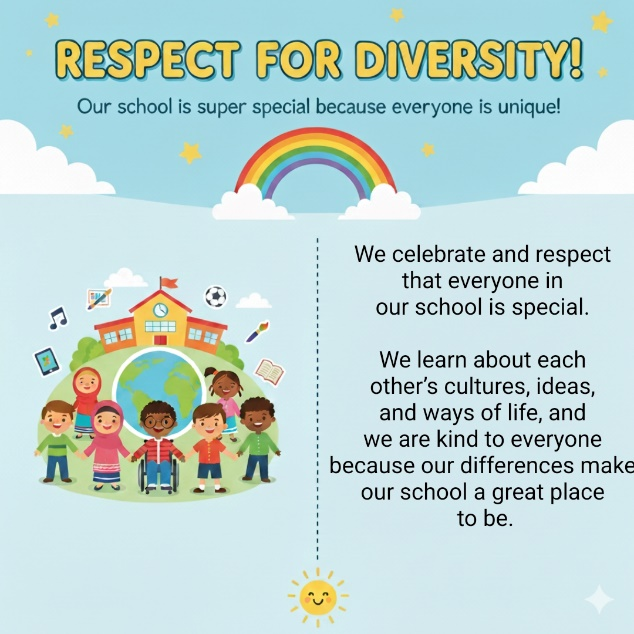 RESPECT FOR DIVERSITY!
Our school is super special because everyone is unique!
We celebrate and respect
that everyone in
our school is special.
We learn about each
other’s cultures, ideas,
and ways of life, and
we are kind to everyone
because our differences make
our school a great place
to be.